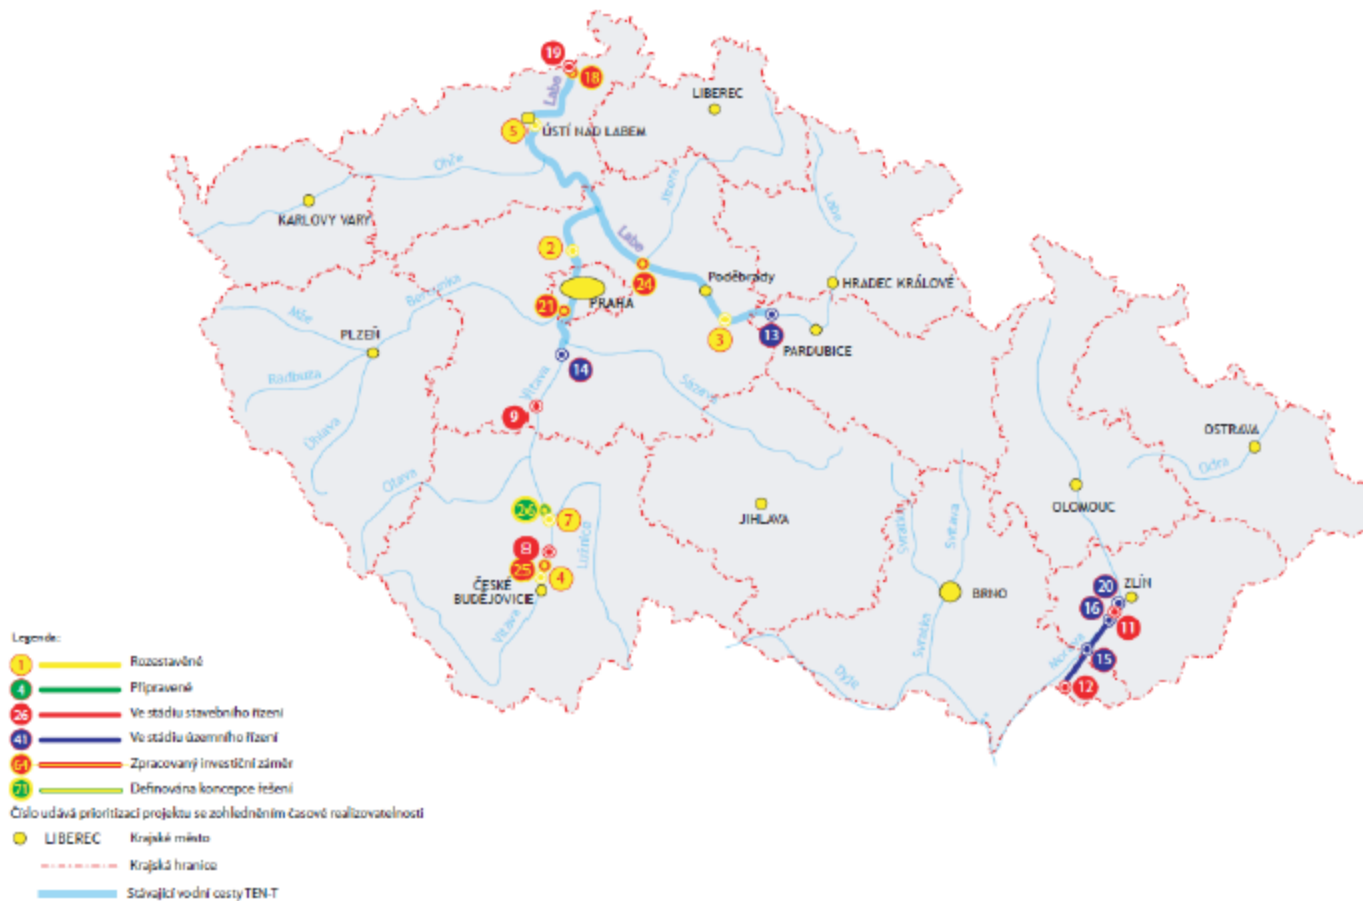 19
18
Labe
LIBEREC
5
ÚSTÍ NAD LABEM
Ohře
Jizera
KARLOVY VARY
Labe
Labe
2
Poděbrady
24
HRADEC KRÁLOVÉ
Berounka
21
PRAHA
Mže
PLZEŇ
3
13
PARDUBICE
14
Radbuza
Vltava
Sázava
9
Úhlava
OSTRAVA
Odra
Otava
26
7
JIHLAVA
OLOMOUC
Lužnice
Svratka
Svitava
8
25
4
ČESKÉ
BUDĚJOVICE
BRNO
20
ZLÍN
16
11
Vltava
Svratka
Morava
15
12
Dyje
Legenda:
1 Rozestavěné
4 Připravené
26 Ve stádiu stavebního řízení
41 Ve stádiu územního řízení
64 Zpracovaný investiční záměr
71 Definována koncepce řešení
Číslo udává prioritizaci projektu se zohledněním časové realizovatelnosti
LIBEREC Krajské město
Krajská hranice
Stávající vodní cesty TEN-T